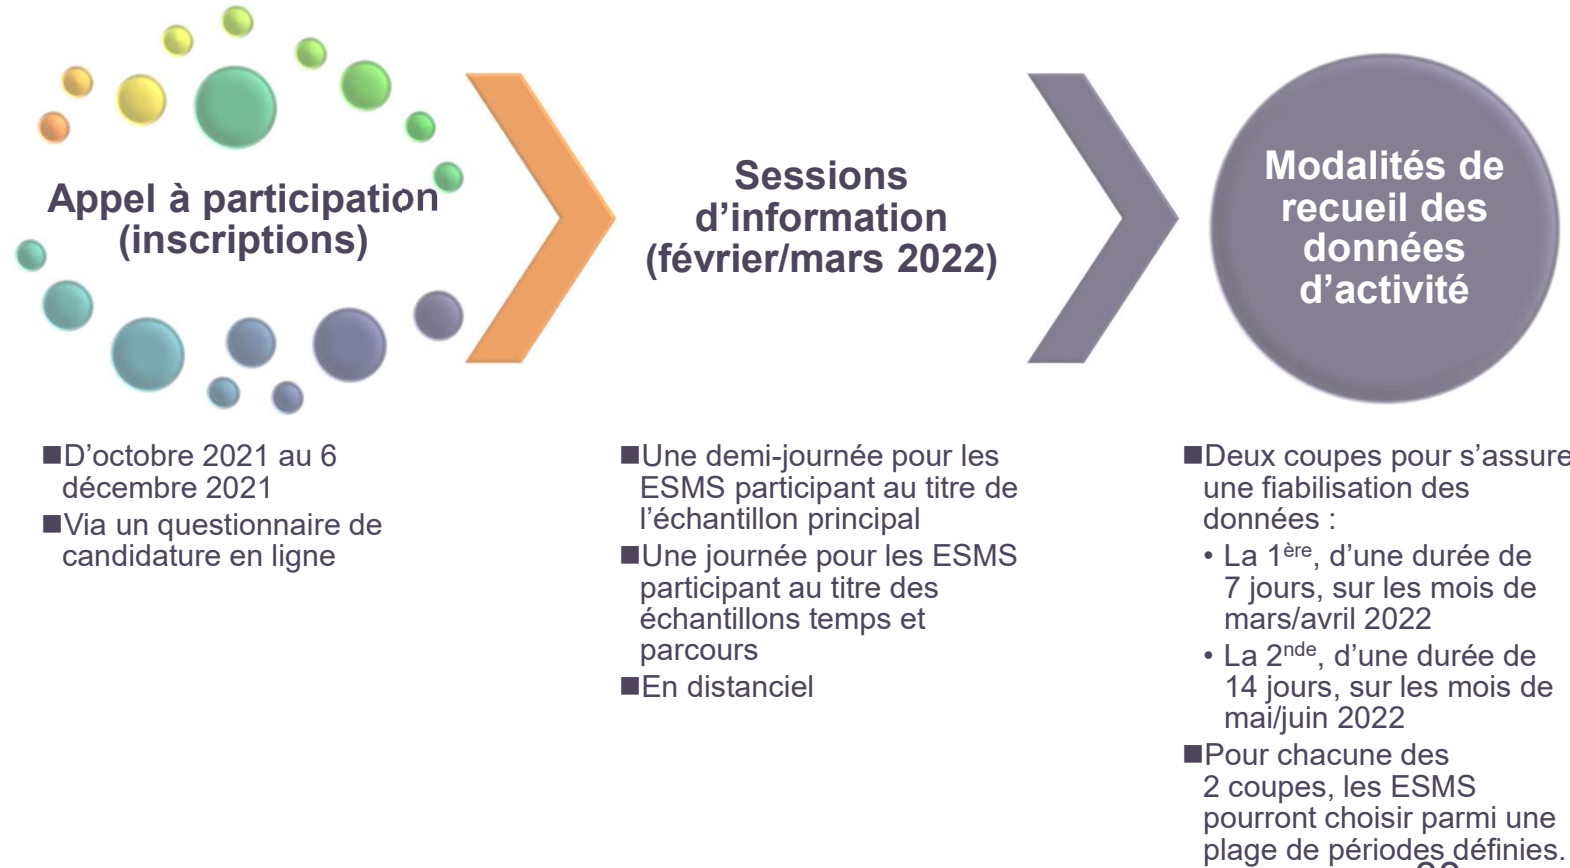 Appel à participation
(inscriptions)
■D’octobre 2021 au 6
décembre 2021
■Via un questionnaire de
candidature en ligne
Sessions
d’information
(février/mars 2022)
■Une demi-journée pour les
ESMS participant au titre de
l’échantillon principal
■Une journée pour les ESMS
participant au titre des
échantillons temps et
parcours
■En distanciel
Modalités de
recueil des
données
d’activité
■Deux coupes pour s’assure
une fiabilisation des
données :
• La 1ère, d’une durée de
7 jours, sur les mois de
mars/avril 2022
• La 2nde, d’une durée de
14 jours, sur les mois de
mai/juin 2022
■Pour chacune des
2 coupes, les ESMS
pourront choisir parmi une
plage de périodes définies.